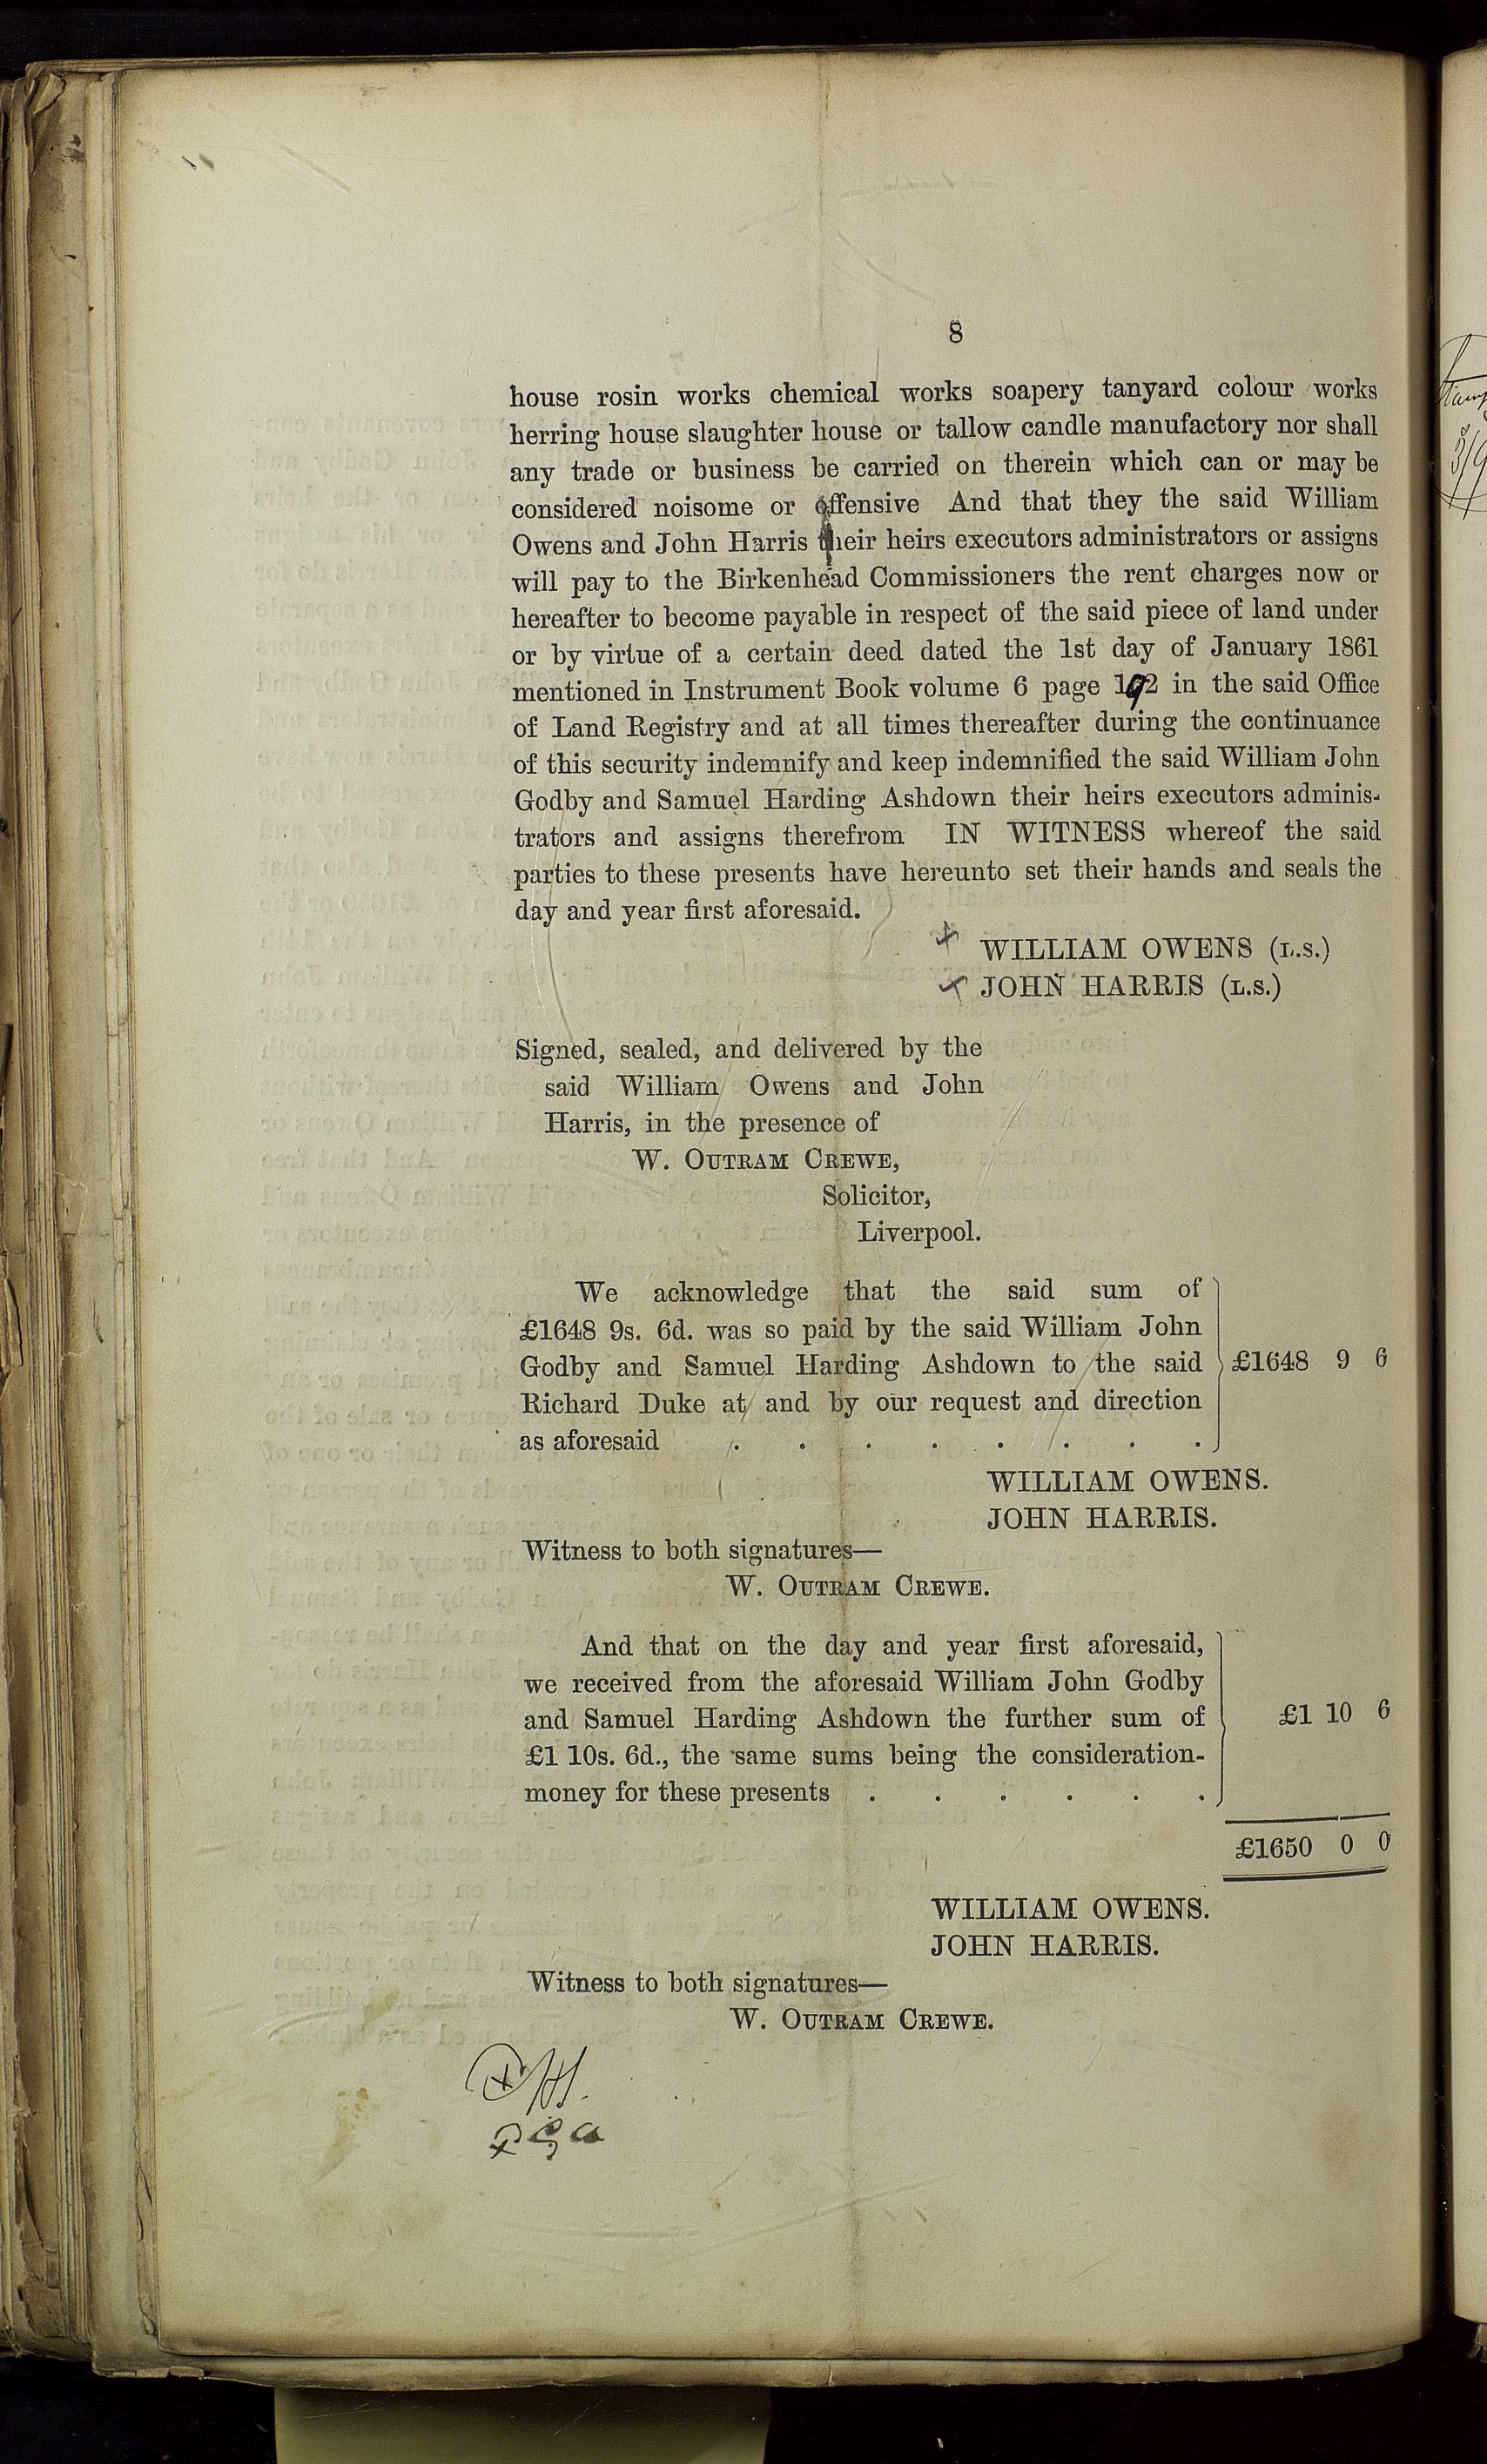 8
house rosin works chemical works soapery tanyard colour works
herring house slaughter house or tallow candle manufactory nor shall
any trade or business be carried on therein which can or may be
considered noisome or offensive And that they the said William
Owens and John Harris their heirs executors administrators or assigns
will pay to the Birkenhead Commissioners the rent charges now or
hereafter to become payable in respect of the said piece of land under
or by virtue of a certain deed dated the 1st day of January 1861
mentioned in Instrument Book volume 6 page 192 in the said Office
of Land Registry and at all times thereafter during the continuance
of this security indemnify and keep indemnified the said William John
Godby and Samuel Harding Ashdown their heirs executors adminis-
trators and assigns therefrom IN WITNESS whereof the said
parties to these presents have hereunto set their hands and seals the
day and year first aforesaid.
WILLIAM OWENS (L.S.)
JOHN HARRIS (L.S.)
Signed, sealed, and delivered by the
said William Owens and John
Harris, in the presence of
W. OUTRAM CREWE,
Solicitor,
Liverpool.
We acknowledge that the said sum of
£1648 9s. 6d. was so paid by the said William John
Godby and Samuel Harding Ashdown to the said £1648 9 6
Richard Duke at and by our request and direction
as aforesaid . . . . . . . .
WILLIAM OWENS.
JOHN HARRIS.
Witness to both signatures—
W. OUTRAM CREWE.
And that on the day and year first aforesaid,
we received from the aforesaid William John Godby
and Samuel Harding Ashdown the further sum of £1 10 6
£1 10s. 6d., the same sums being the consideration-
money for these presents . . . . . .
£1650 0 0
WILLIAM OWENS.
JOHN HARRIS.
Witness to both signatures—
W. OUTRAM CREWE.